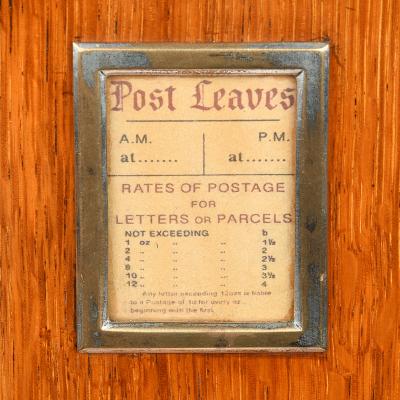 Post Leaves
A.M. P.M.
at....... at.......
RATES OF POSTAGE
FOR
LETTERS OR PARCELS
NOT EXCEEDING b
1 oz „ „ 1½
2 „ „ „ 2
4 „ „ „ 2½
8 „ „ „ 3
10 „ „ „ 3½
12 „ „ „ 4
Any letter exceeding 12ozs is liable
to a Postage of 1d for every oz
beginning with the first.